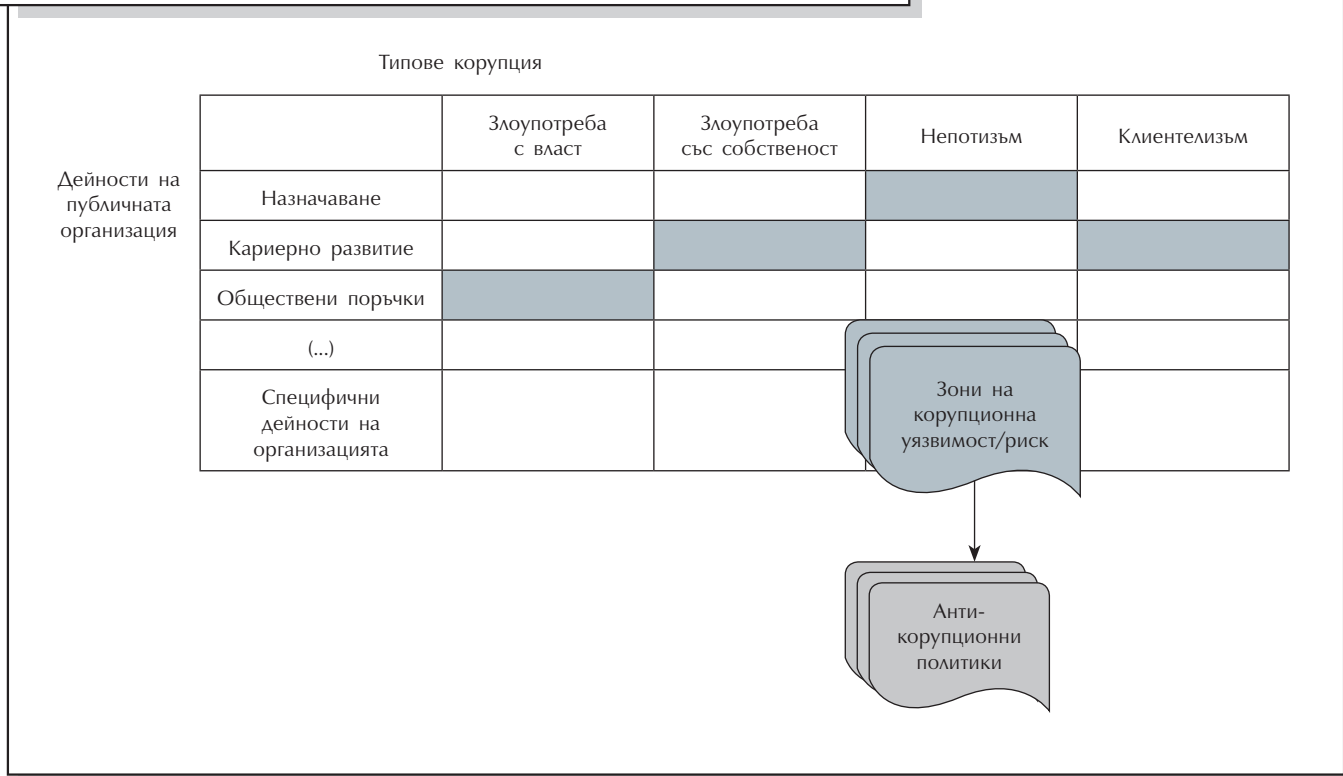 Типове корупция
Злоупотреба
с власт
Злоупотреба
със собственост
Непотизъм
Клиентелизъм
Дейности на
публичната
организация
Назначаване
Кариерно развитие
Обществени поръчки
(...)
Специфични
дейности на
организацията
Зони на
корупционна
уязвимост/риск
Анти-
корупционни
политики